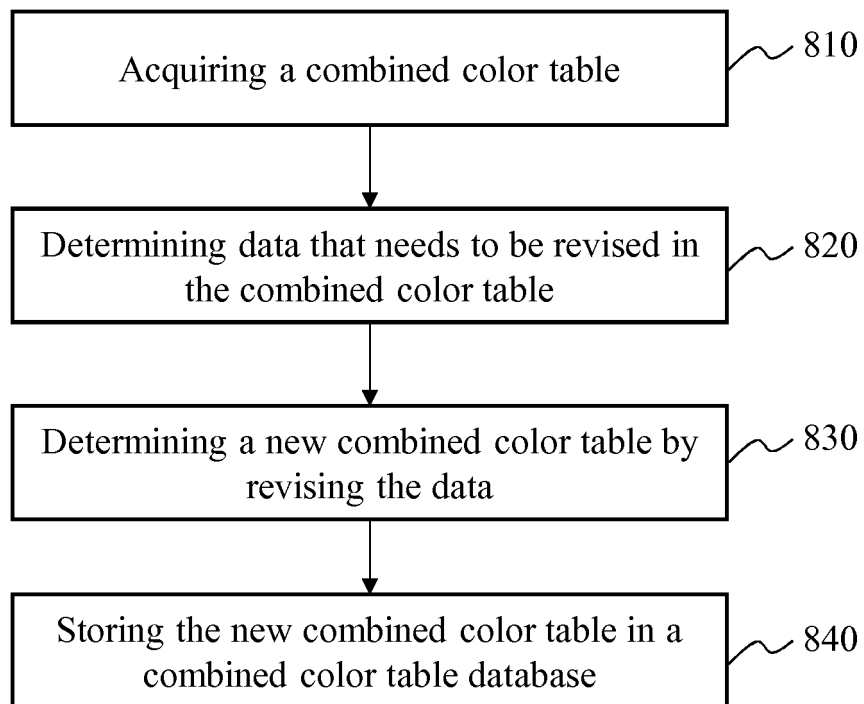 Acquiring a combined color table
810
Determining data that needs to be revised in
the combined color table
820
Determining a new combined color table by
revising the data
830
Storing the new combined color table in a
combined color table database
840